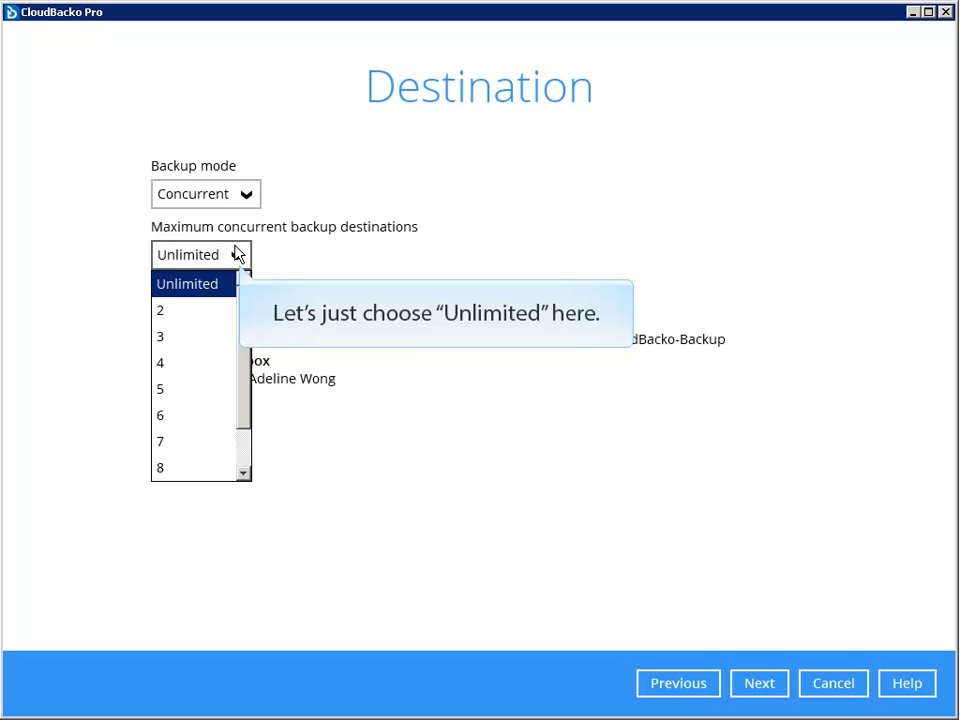 CloudBacko Pro
Destination
Backup mode
Concurrent
Maximum concurrent backup destinations
Unlimited
Unlimited
2
3
4
5
6
7
8
Let's just choose “Unlimited” here.
dBacko-Backup
ox
Adeline Wong
Previous
Next
Cancel
Help